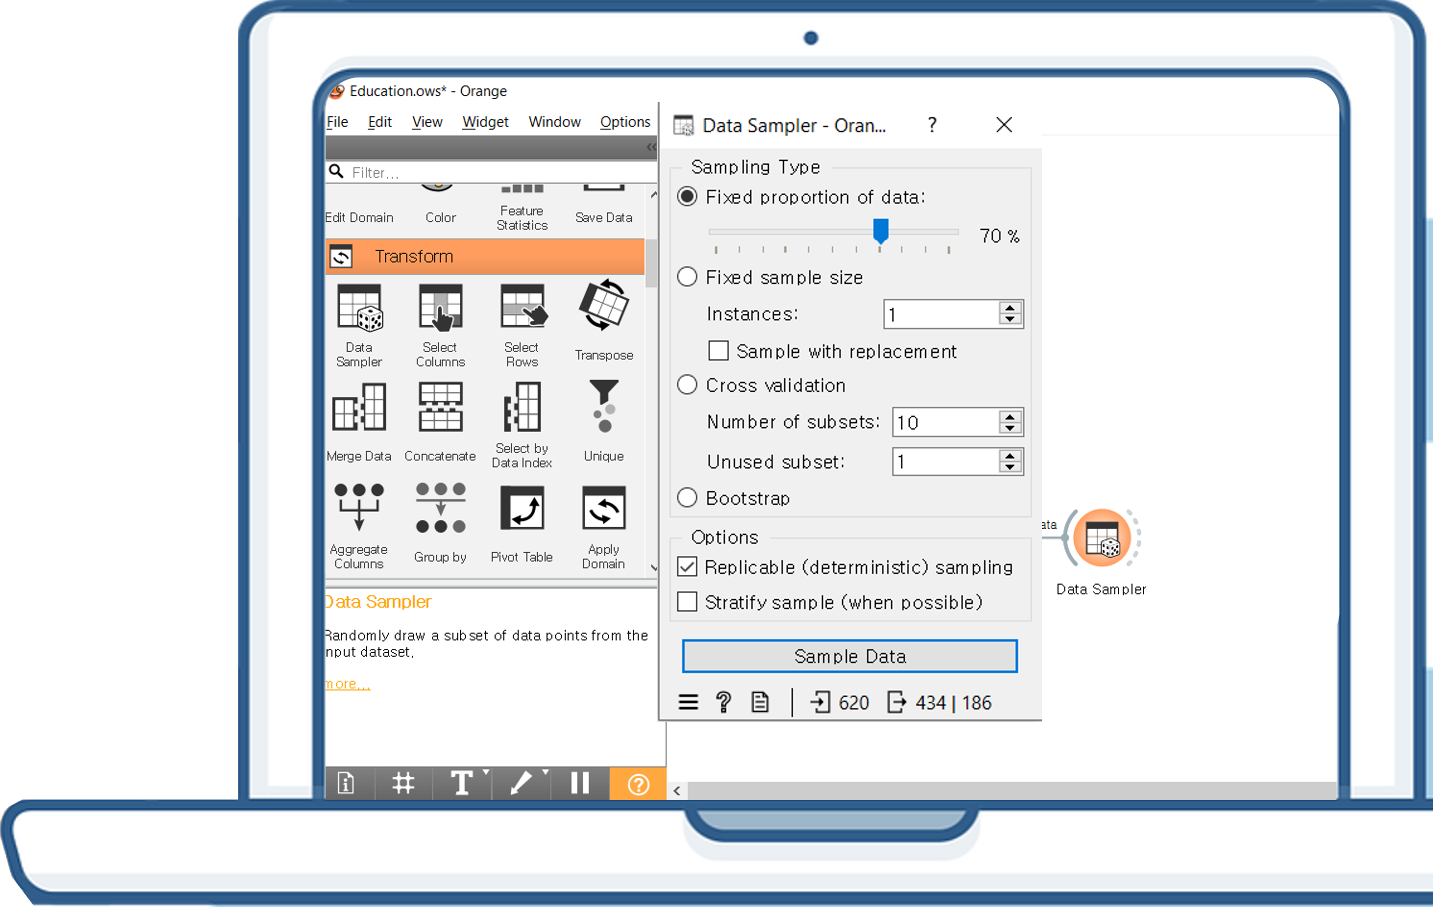 Education.ows* - Orange
File Edit View Widget Window Options
Filter...
Edit Domain
Color
Feature
Statistics
Save Data
Transform
Data
Sampler
Select
Columns
Select
Rows
Transpose
Merge Data
Concatenate
Select by
Data Index
Unique
Aggregate
Columns
Group by
Pivot Table
Apply
Domain
Data Sampler
Randomly draw a subset of data points from the
input dataset.
more...
Data Sampler - Oran... ?
Sampling Type
Fixed proportion of data:
70 %
Fixed sample size
Instances: 1
Sample with replacement
Cross validation
Number of subsets: 10
Unused subset: 1
Bootstrap
Options
Replicable (deterministic) sampling
Stratify sample (when possible)
Sample Data
620 434 | 186
ata
Data Sampler